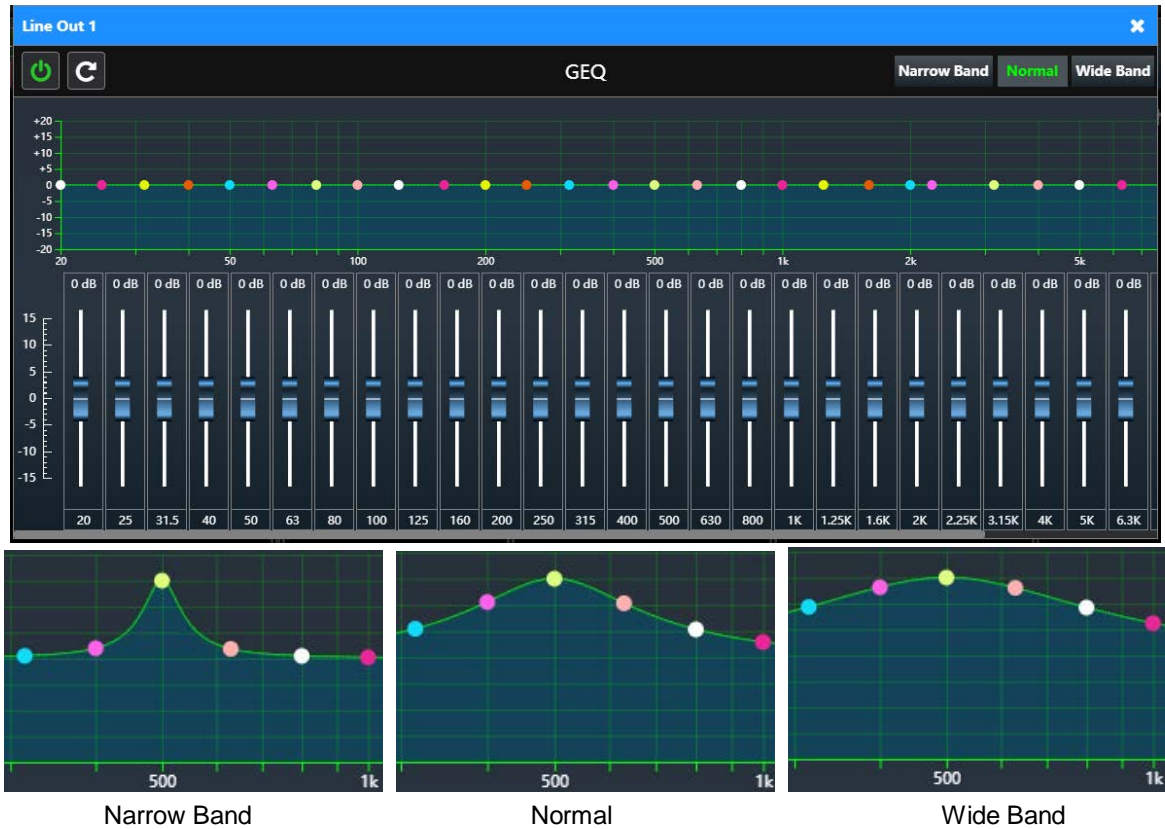 Line Out 1
GEQ
Narrow Band Normal Wide Band
+20
+15
+10
+5
0
-5
-10
-15
-20
20 50 100 200 500 1k 2k 5k
0 dB 0 dB 0 dB 0 dB 0 dB 0 dB 0 dB 0 dB 0 dB 0 dB 0 dB 0 dB 0 dB 0 dB 0 dB 0 dB 0 dB 0 dB 0 dB 0 dB 0 dB 0 dB 0 dB 0 dB 0 dB 0 dB
15
10
5
0
-5
-10
-15
20 25 31.5 40 50 63 80 100 125 160 200 250 315 400 500 630 800 1K 1.25K 1.6K 2K 2.25K 3.15K 4K 5K 6.3K
500 1k 500 1k 500 1k
Narrow Band Normal Wide Band